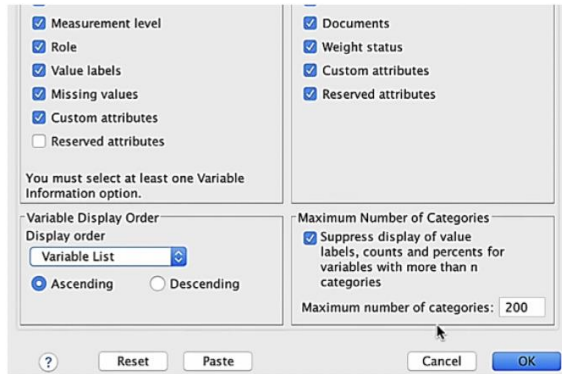 Measurement level
Role
Value labels
Missing values
Custom attributes
Reserved attributes
You must select at least one Variable
Information option.
Documents
Weight status
Custom attributes
Reserved attributes
Variable Display Order
Display order
Variable List
Ascending
Descending
Maximum Number of Categories
Suppress display of value
labels, counts and percents for
variables with more than n
categories
Maximum number of categories: 200
? Reset Paste Cancel OK